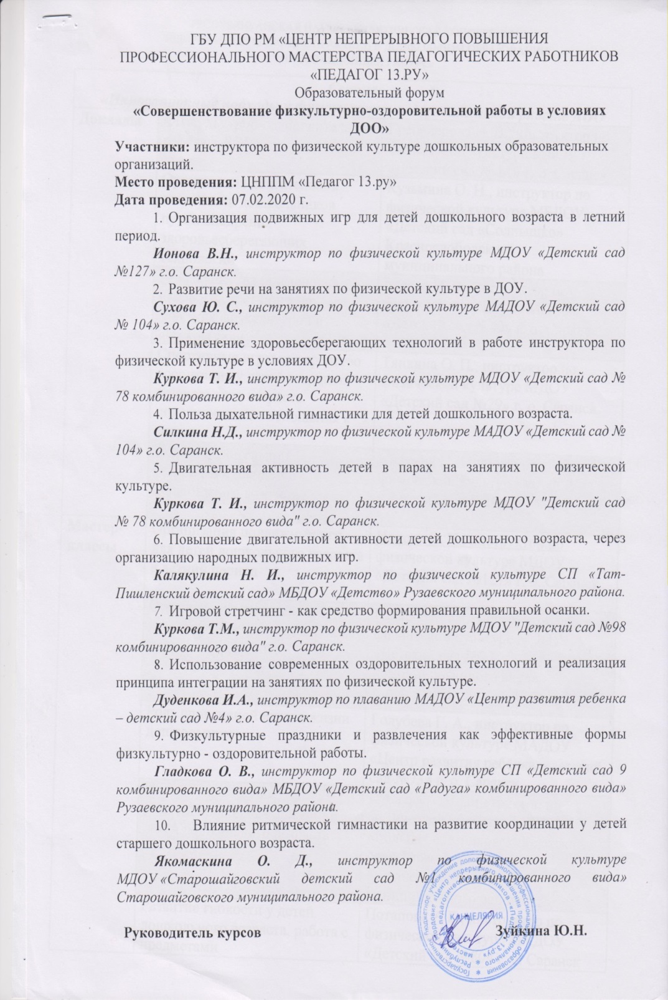 ГБУ ДПО РМ «ЦЕНТР НЕПРЕРЫВНОГО ПОВЫШЕНИЯ
ПРОФЕССИОНАЛЬНОГО МАСТЕРСТВА ПЕДАГОГИЧЕСКИХ РАБОТНИКОВ
«ПЕДАГОГ 13.РУ»
Образовательный форум
«Совершенствование физкультурно-оздоровительной работы в условиях
ДОО»
Участники: инструктора по физической культуре дошкольных образовательных
организаций.
Место проведения: ЦНППМ «Педагог 13.ру»
Дата проведения: 07.02.2020 г.
1. Организация подвижных игр для детей дошкольного возраста в летний
период.
Ионова В.Н., инструктор по физической культуре МДОУ «Детский сад
№127» г.о. Саранск.
2. Развитие речи на занятиях по физической культуре в ДОУ.
Сухова Ю. С., инструктор по физической культуре МАДОУ «Детский сад
№ 104» г.о. Саранск.
3. Применение здоровьесберегающих технологий в работе инструктора по
физической культуре в условиях ДОУ.
Куркова Т. И., инструктор по физической культуре МДОУ «Детский сад №
78 комбинированного вида» г.о. Саранск.
4. Польза дыхательной гимнастики для детей дошкольного возраста.
Силкина Н.Д., инструктор по физической культуре МАДОУ «Детский сад №
104» г.о. Саранск.
5. Двигательная активность детей в парах на занятиях по физической
культуре.
Куркова Т. И., инструктор по физической культуре МДОУ "Детский сад
№ 78 комбинированного вида" г.о. Саранск.
6. Повышение двигательной активности детей дошкольного возраста, через
организацию народных подвижных игр.
Калякулина Н. И., инструктор по физической культуре СП «Тат-
Пишленский детский сад» МБДОУ «Детство» Рузаевского муниципального района.
7. Игровой стретчинг - как средство формирования правильной осанки.
Куркова Т.М., инструктор по физической культуре МДОУ "Детский сад №98
комбинированного вида" г.о. Саранск.
8. Использование современных оздоровительных технологий и реализация
принципа интеграции на занятиях по физической культуре.
Дуденкова И.А., инструктор по плаванию МАДОУ «Центр развития ребенка
– детский сад №4» г.о. Саранск.
9. Физкультурные праздники и развлечения как эффективные формы
физкультурно - оздоровительной работы.
Гладкова О. В., инструктор по физической культуре СП «Детский сад 9
комбинированного вида» МБДОУ «Детский сад «Радуга» комбинированного вида»
Рузаевского муниципального района.
10. Влияние ритмической гимнастики на развитие координации у детей
старшего дошкольного возраста.
Якомаскина О. Д., инструктор по физической культуре
МДОУ «Старошайговский детский сад №1 комбинированного вида»
Старошайговского муниципального района.
Руководитель курсов Зуйкина Ю.Н.
КАНЦЕЛЯРИЯ